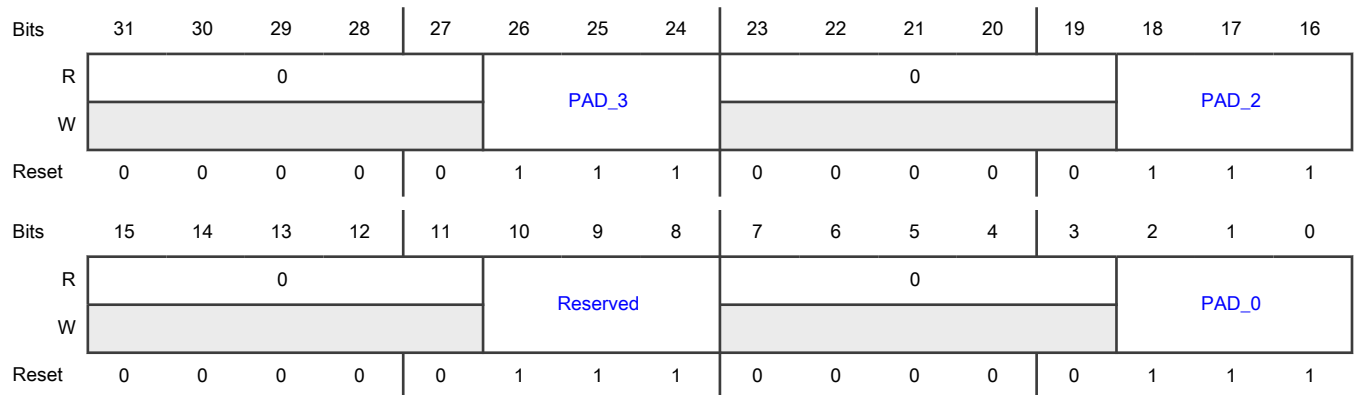 Bits 31 30 29 28 27 26 25 24 23 22 21 20 19 18 17 16
R 0 PAD_3 0 PAD_2
W
Reset 0 0 0 0 0 1 1 1 0 0 0 0 0 1 1 1
Bits 15 14 13 12 11 10 9 8 7 6 5 4 3 2 1 0
R 0 Reserved 0 PAD_0
W
Reset 0 0 0 0 0 1 1 1 0 0 0 0 0 1 1 1